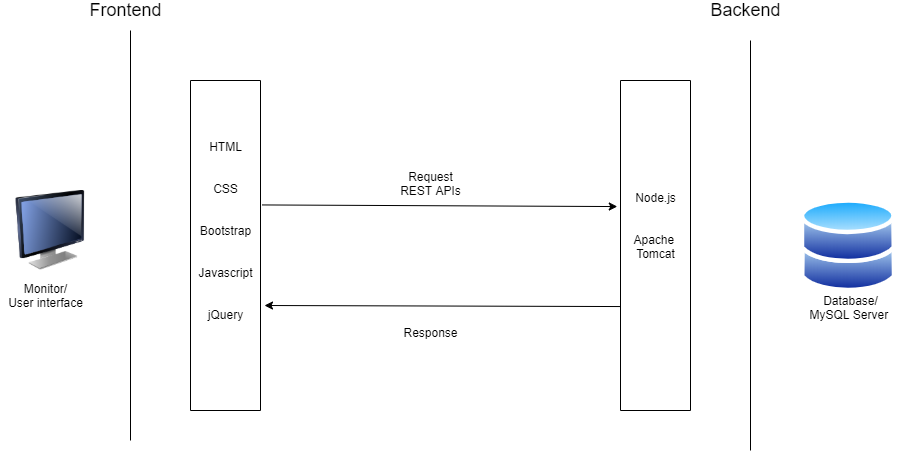 Frontend
Backend
HTML
CSS
Bootstrap
Javascript
jQuery
Request
REST APIs
Response
Node.js
Apache
Tomcat
Monitor/
User interface
Database/
MySQL Server